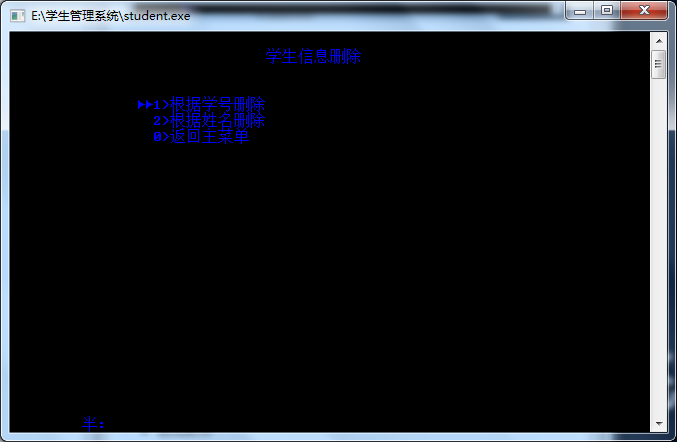 E:\学生管理系统\student.exe
学生信息删除
►►1>根据学号删除
2>根据姓名删除
0>返回主菜单
半: